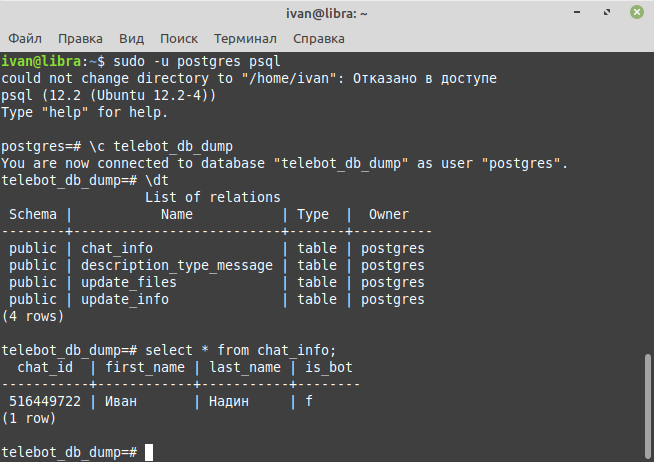 ivan@libra: ~
Файл Правка Вид Поиск Терминал Справка
ivan@libra:~$ sudo -u postgres psql
could not change directory to "/home/ivan": Отказано в доступе
psql (12.2 (Ubuntu 12.2-4))
Type "help" for help.

postgres=# \c telebot_db_dump
You are now connected to database "telebot_db_dump" as user "postgres".
telebot_db_dump=# \dt
                 List of relations
 Schema |           Name           | Type  |  Owner
--------+--------------------------+-------+----------
 public | chat_info                | table | postgres
 public | description_type_message | table | postgres
 public | update_files             | table | postgres
 public | update_info              | table | postgres
(4 rows)

telebot_db_dump=# select * from chat_info;
  chat_id  | first_name | last_name | is_bot
-----------+------------+-----------+--------
 516449722 | Иван       | Надин     | f
(1 row)

telebot_db_dump=#